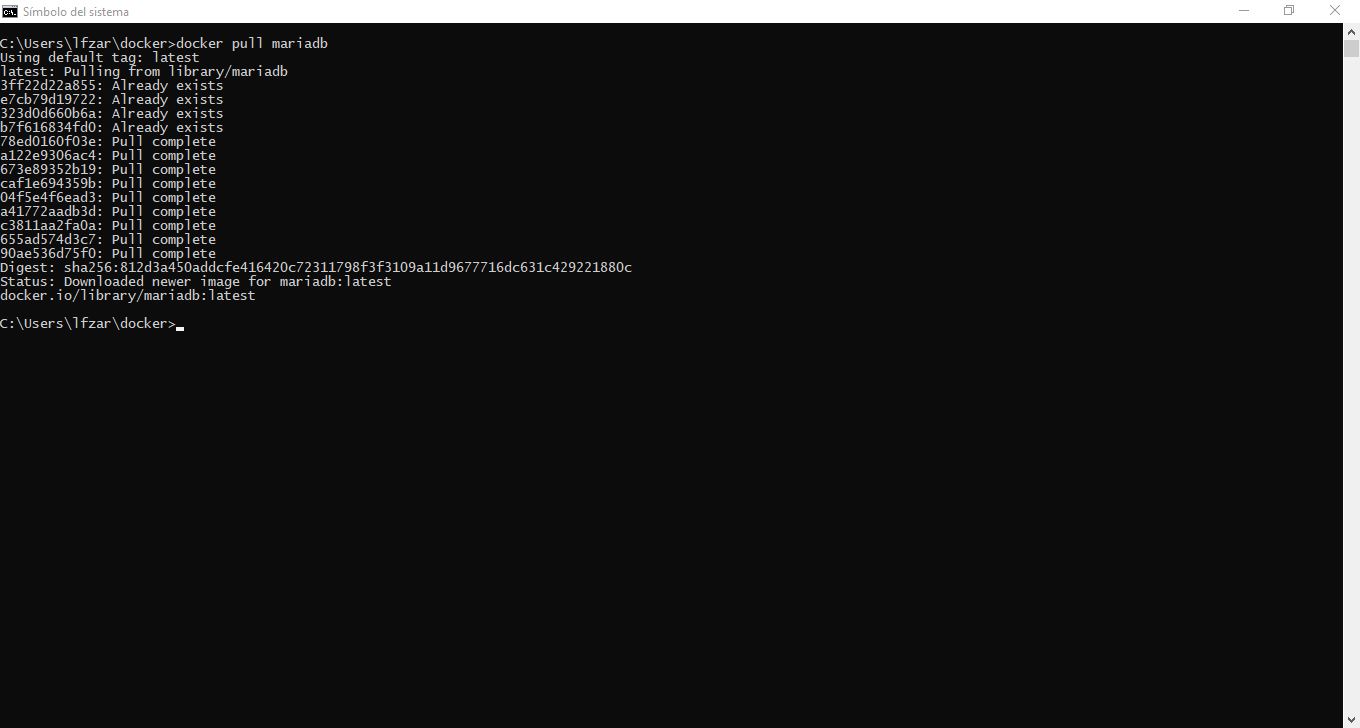 Símbolo del sistema
C:\Users\lfzar\docker>docker pull mariadb
Using default tag: latest
latest: Pulling from library/mariadb
3ff22d22a855: Already exists
e7cb79d19722: Already exists
323d0d660b6a: Already exists
b7f616834fd0: Already exists
78ed0160f03e: Pull complete
a122e9306ac4: Pull complete
673e89352b19: Pull complete
caf1e694359b: Pull complete
04f5e4f6ead3: Pull complete
a41772aadb3d: Pull complete
c3811aa2fa0a: Pull complete
655ad574d3c7: Pull complete
90ae536d75f0: Pull complete
Digest: sha256:812d3a450addcfe416420c72311798f3f3109a11d9677716dc631c429221880c
Status: Downloaded newer image for mariadb:latest
docker.io/library/mariadb:latest
C:\Users\lfzar\docker>